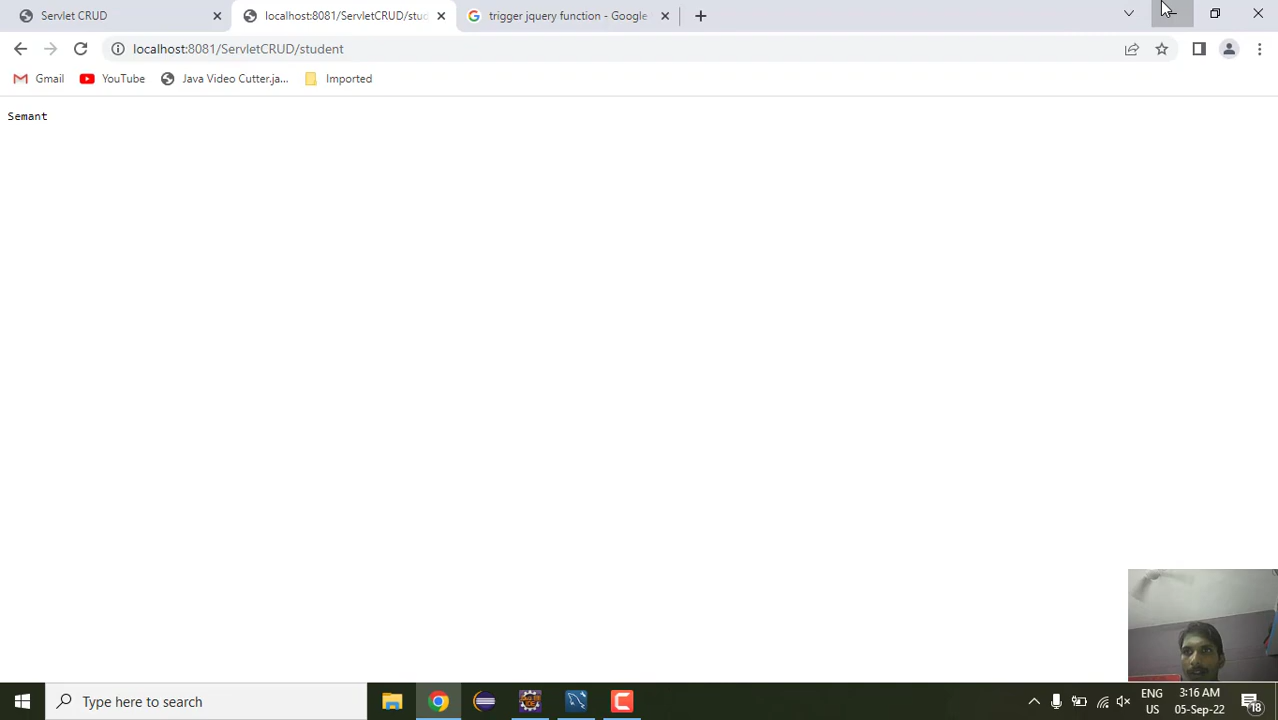 Servlet CRUD
localhost:8081/ServletCRUD/stud
trigger jquery function - Google
localhost:8081/ServletCRUD/student
Gmail
YouTube
Java Video Cutter.ja...
Imported
Semant
Type here to search
ENG
US
3:16 AM
05-Sep-22
18